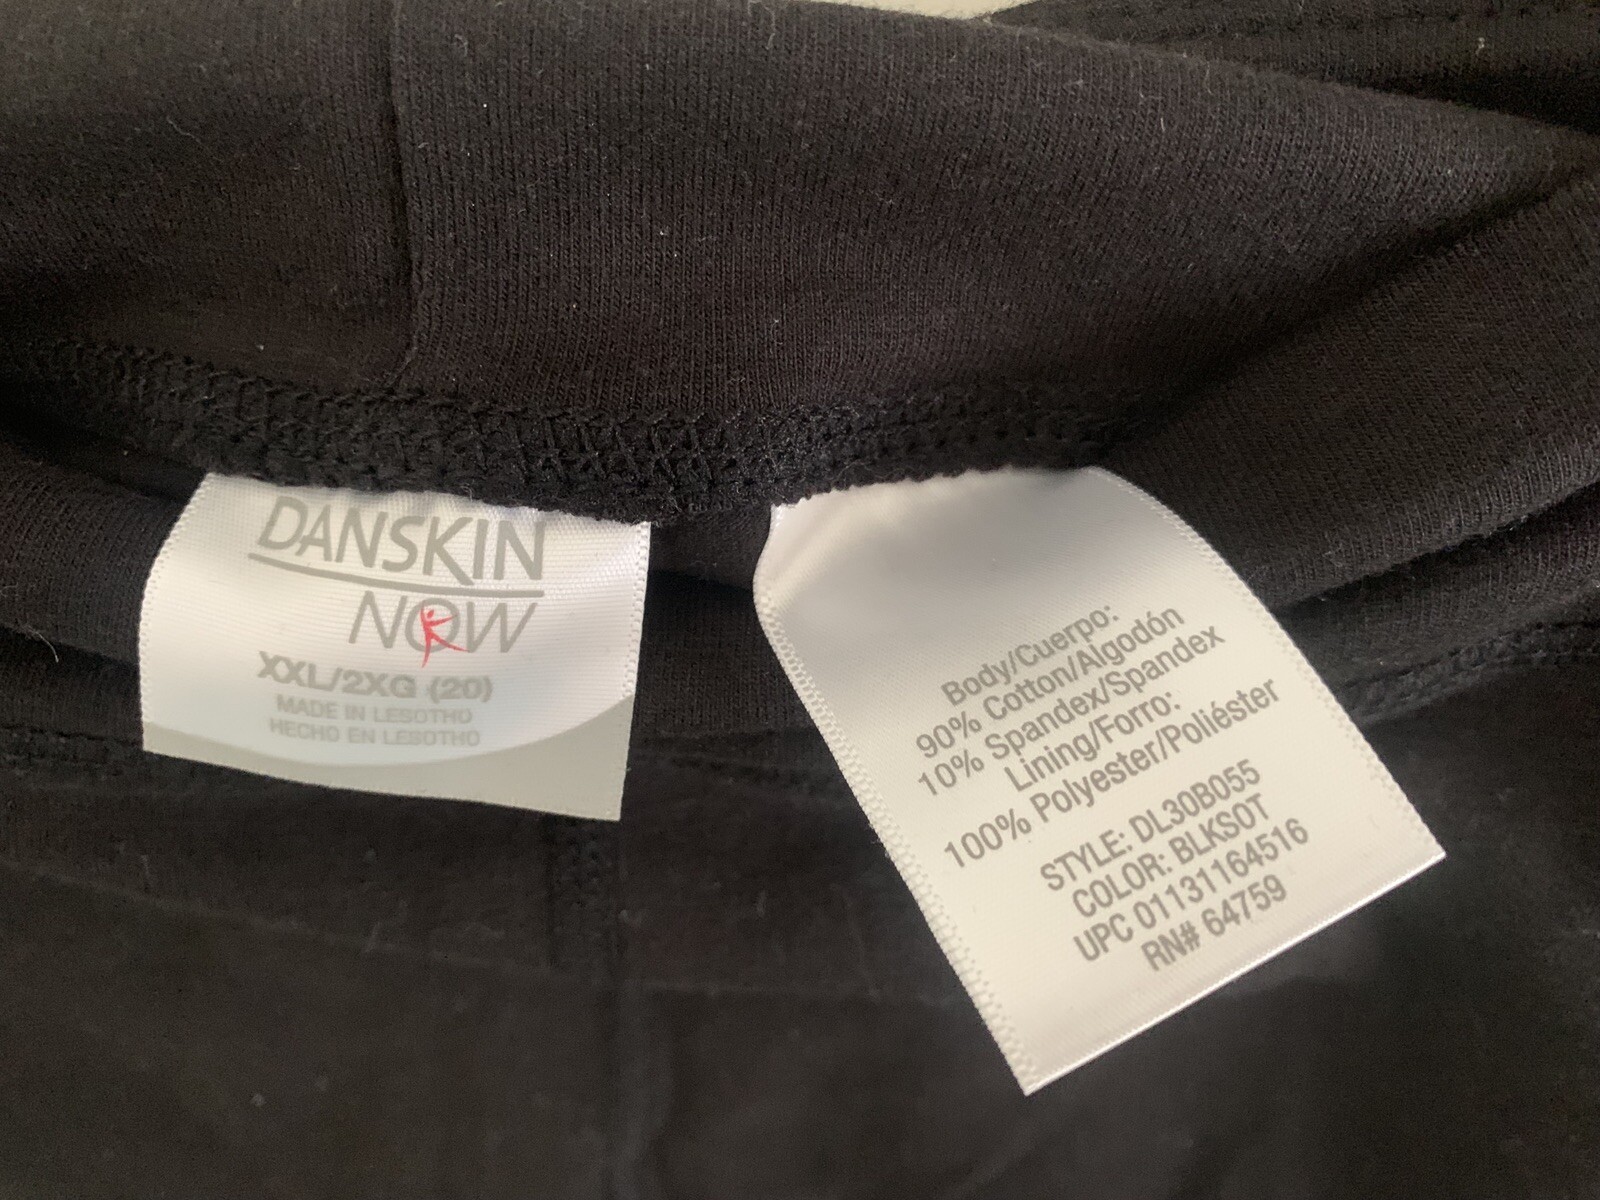 DANSKIN
NOW
XXL/2XG (20)
MADE IN LESOTHO
HECHO EN LESOTHO
Body/Cuerpo:
90% Cotton/Algodón
10% Spandex/Spandex
Lining/Forro:
100% Polyester/Poliéster
STYLE: DL30B055
COLOR: BLKSOT
UPC 01131164516
RN# 64759